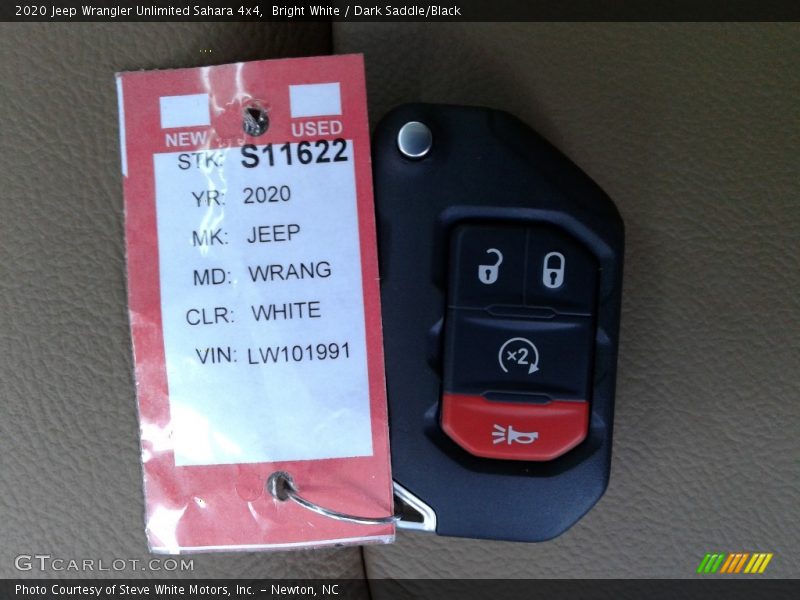 2020 Jeep Wrangler Unlimited Sahara 4x4,  Bright White / Dark Saddle/Black
NEW USED
STK: S11622
YR: 2020
MK: JEEP
MD: WRANG
CLR: WHITE
VIN: LW101991
×2
GTCARLOT.COM
Photo Courtesy of Steve White Motors, Inc. – Newton, NC